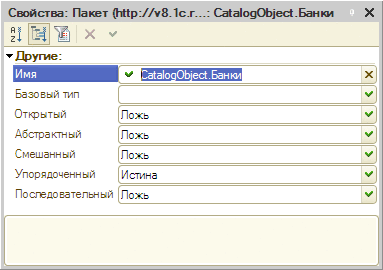 Свойства: Пакет (http://v8.1c.r...: CatalogObject.Банки
Другие:
Имя CatalogObject.Банки
Базовый тип
Открытый Ложь
Абстрактный Ложь
Смешанный Ложь
Упорядоченный Истина
Последовательный Ложь